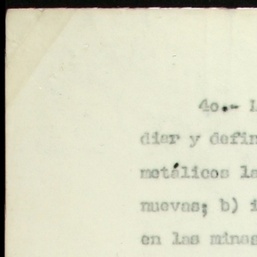 4o.- L
diar y defin
metálicos la
nuevas; b) i
en las minas